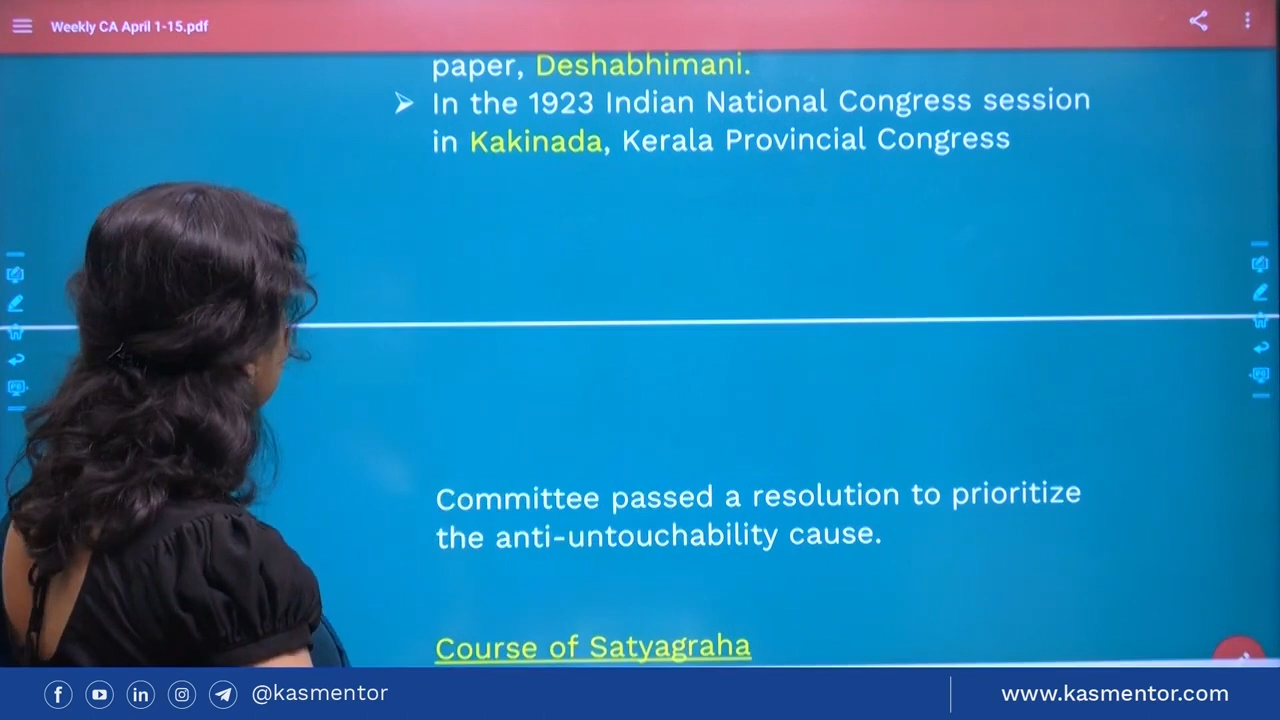 Weekly CA April 1-15.pdf
paper, Deshabhimani.
➢ In the 1923 Indian National Congress session
in Kakinada, Kerala Provincial Congress
Committee passed a resolution to prioritize
the anti-untouchability cause.
Course of Satyagraha
@kasmentor
www.kasmentor.com